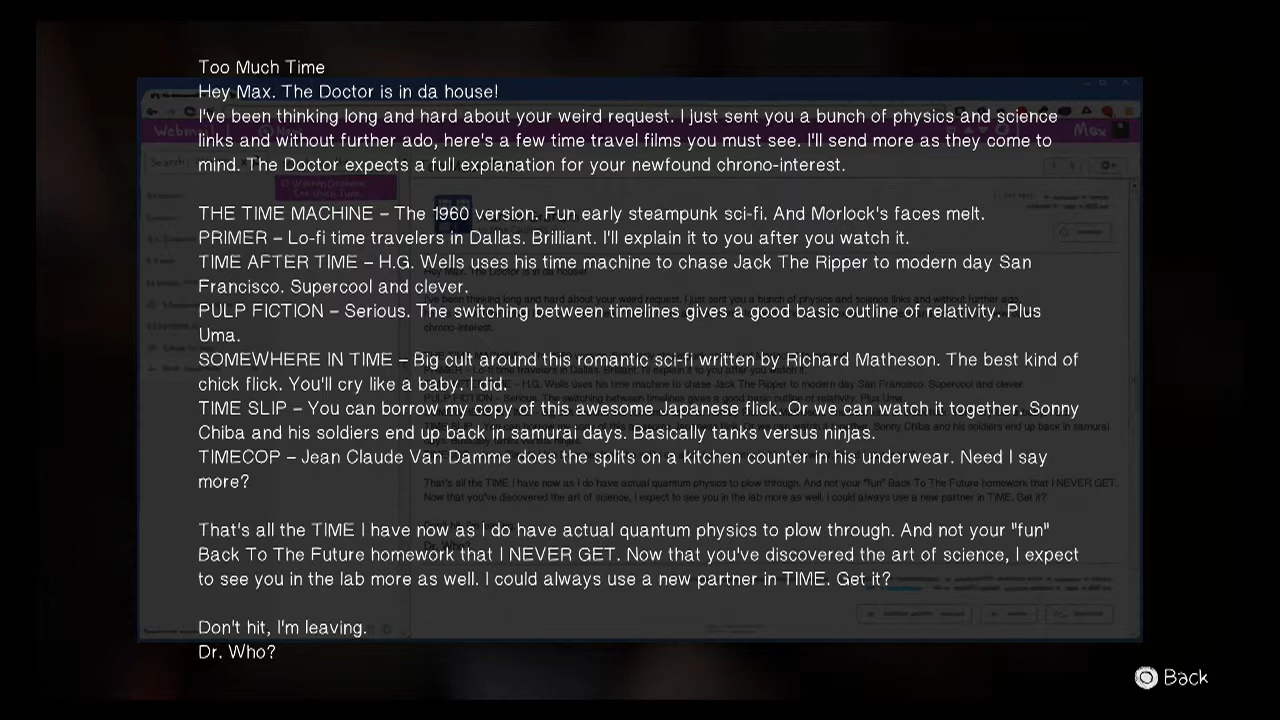 Too Much Time
Hey Max. The Doctor is in da house!
I've been thinking long and hard about your weird request. I just sent you a bunch of physics and science
links and without further ado, here's a few time travel films you must see. I'll send more as they come to
mind. The Doctor expects a full explanation for your newfound chrono-interest.
THE TIME MACHINE – The 1960 version. Fun early steampunk sci-fi. And Morlock's faces melt.
PRIMER – Lo-fi time travelers in Dallas. Brilliant. I'll explain it to you after you watch it.
TIME AFTER TIME – H.G. Wells uses his time machine to chase Jack The Ripper to modern day San
Francisco. Supercool and clever.
PULP FICTION – Serious. The switching between timelines gives a good basic outline of relativity. Plus
Uma.
SOMEWHERE IN TIME – Big cult around this romantic sci-fi written by Richard Matheson. The best kind of
chick flick. You'll cry like a baby. I did.
TIME SLIP – You can borrow my copy of this awesome Japanese flick. Or we can watch it together. Sonny
Chiba and his soldiers end up back in samurai days. Basically tanks versus ninjas.
TIMECOP – Jean Claude Van Damme does the splits on a kitchen counter in his underwear. Need I say
more?
That's all the TIME I have now as I do have actual quantum physics to plow through. And not your "fun"
Back To The Future homework that I NEVER GET. Now that you've discovered the art of science, I expect
to see you in the lab more as well. I could always use a new partner in TIME. Get it?
Don't hit, I'm leaving.
Dr. Who?
Back
Webmail
Max
Search: